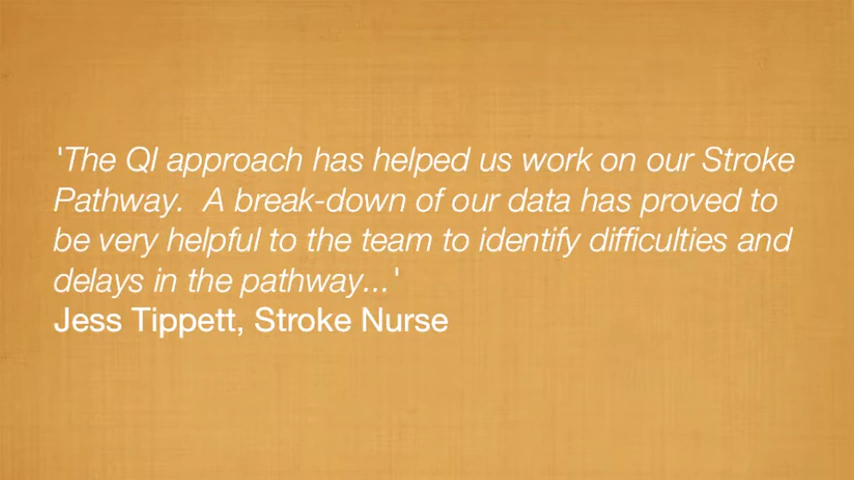 'The QI approach has helped us work on our Stroke
Pathway.  A break-down of our data has proved to
be very helpful to the team to identify difficulties and
delays in the pathway...'
Jess Tippett, Stroke Nurse